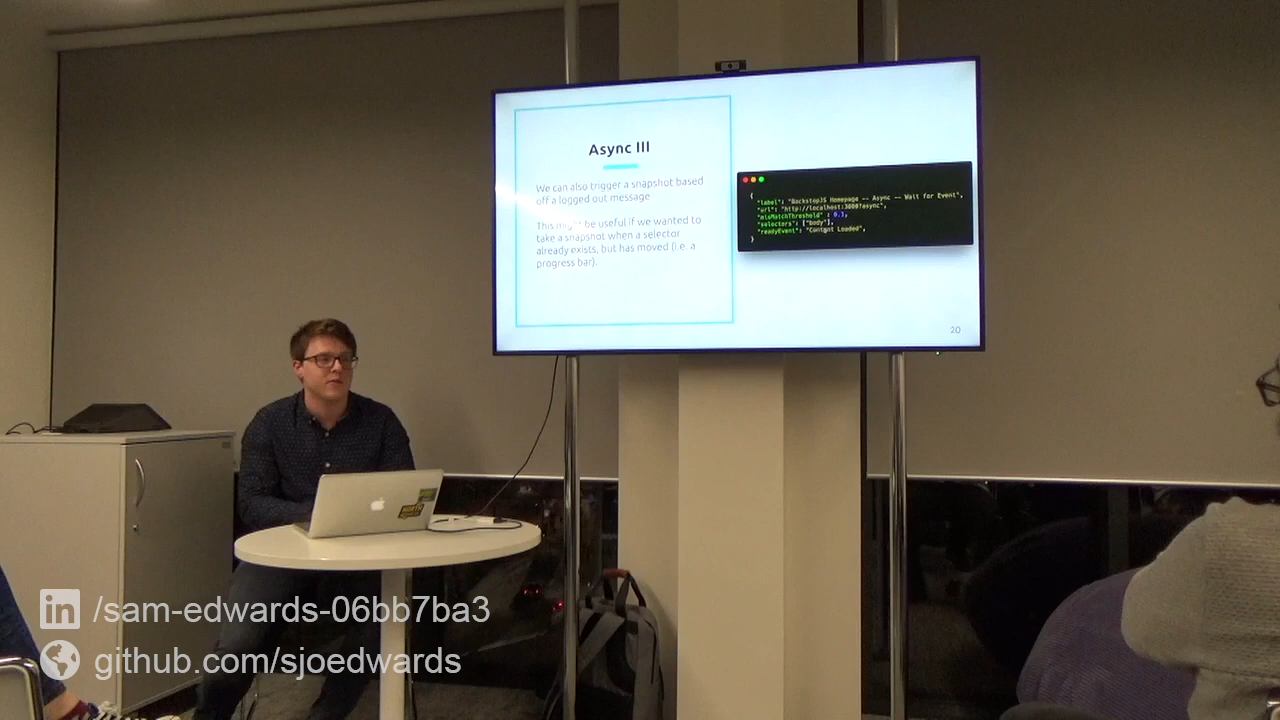 Async III
We can also trigger a snapshot based
off a logged out message
This might be useful if we wanted to
take a snapshot when a selector
already exists, but has moved (i.e. a
progress bar).
{
"label": "BackstopJS Homepage -- Async -- Wait for Event",
"url": "http://localhost:3000?async",
"misMatchThreshold" : 0.1,
"selectors": ["body"],
"readyEvent": "Content Loaded",
}
20
in /sam-edwards-06bb7ba3
github.com/sjoedwards